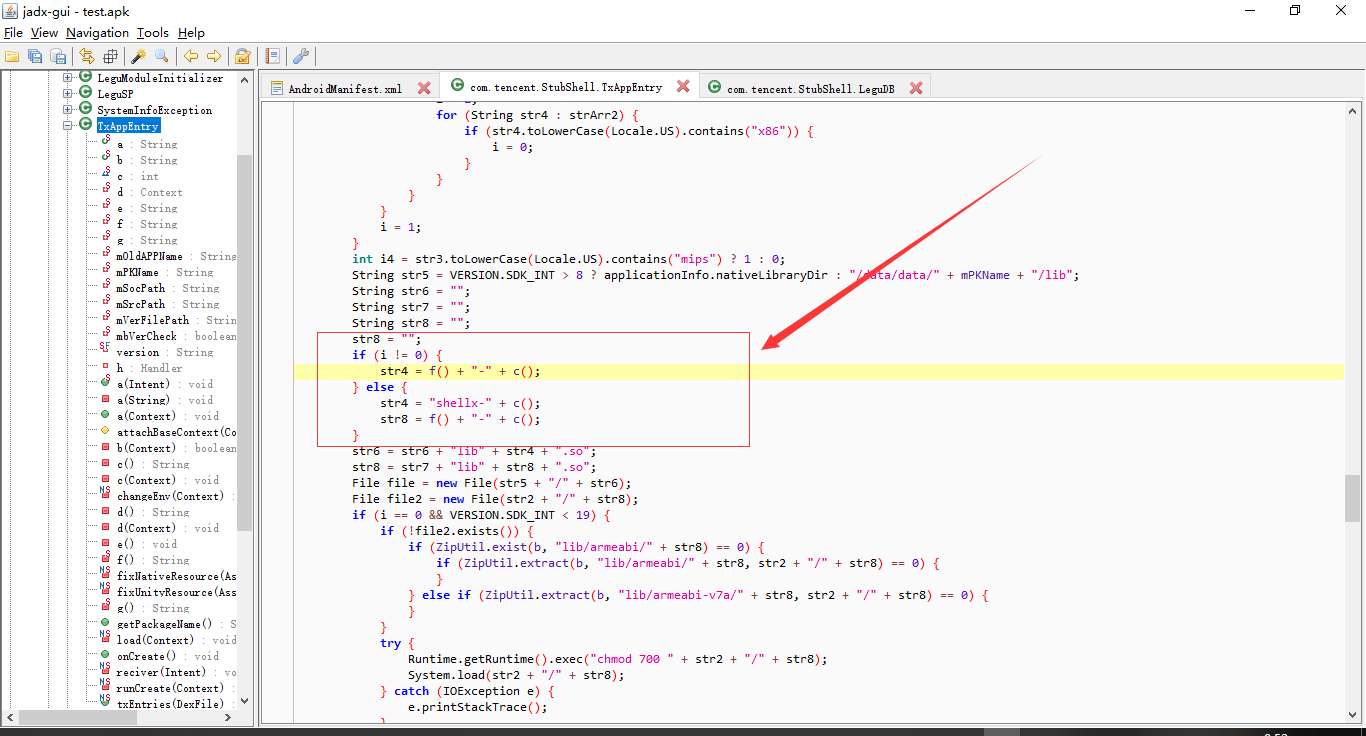 jadx-gui - test.apk
File View Navigation Tools Help
LeguModuleInitializer
LeguSP
SystemInfoException
TxAppEntry
a : String
b : String
c : int
d : Context
e : String
f : String
g : String
mOldAPPName : String
mPKName : String
mSocPath : String
mSrcPath : String
mVerFilePath : Strin
mbVerCheck : boolean
version : String
h : Handler
a(Intent) : void
a(String) : void
a(Context) : void
attachBaseContext(Co
b(Context) : boolean
c() : String
c(Context) : void
changeEnv(Context) :
d() : String
d(Context) : void
e() : void
f() : String
fixNativeResource(Ass
fixUnityResource(Asse
g() : String
getPackageName() : S
load(Context) : void
onCreate() : void
reciver(Intent) : vo
runCreate(Context) :
txEntries(DexFile) :
AndroidManifest.xml
com.tencent.StubShell.TxAppEntry
com.tencent.StubShell.LeguDB
for (String str4 : strArr2) {
if (str4.toLowerCase(Locale.US).contains("x86")) {
i = 0;
}
}
}
}
i = 1;
}
int i4 = str3.toLowerCase(Locale.US).contains("mips") ? 1 : 0;
String str5 = VERSION.SDK_INT > 8 ? applicationInfo.nativeLibraryDir : "/data/data/" + mPKName + "/lib";
String str6 = "";
String str7 = "";
String str8 = "";
str8 = "";
if (i != 0) {
str4 = f() + "-" + c();
} else {
str4 = "shellx-" + c();
str8 = f() + "-" + c();
}
str6 = str6 + "lib" + str4 + ".so";
str8 = str7 + "lib" + str8 + ".so";
File file = new File(str5 + "/" + str6);
File file2 = new File(str2 + "/" + str8);
if (i == 0 && VERSION.SDK_INT < 19) {
if (!file2.exists()) {
if (ZipUtil.exist(b, "lib/armeabi/" + str8) == 0) {
if (ZipUtil.extract(b, "lib/armeabi/" + str8, str2 + "/" + str8) == 0) {
}
} else if (ZipUtil.extract(b, "lib/armeabi-v7a/" + str8, str2 + "/" + str8) == 0) {
}
}
try {
Runtime.getRuntime().exec("chmod 700 " + str2 + "/" + str8);
System.load(str2 + "/" + str8);
} catch (IOException e) {
e.printStackTrace();